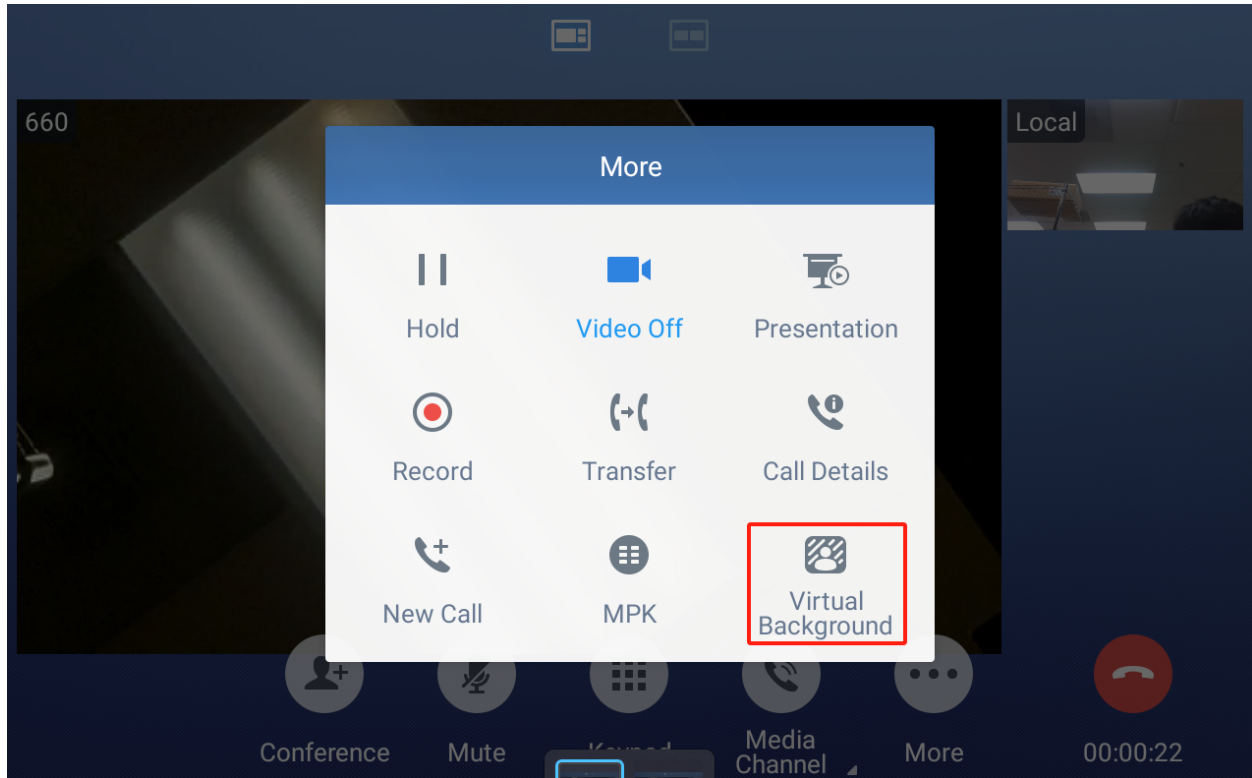 660
Local
More
Hold
Video Off
Presentation
Record
Transfer
Call Details
New Call
MPK
Virtual
Background
Conference
Mute
Keypad
Media
Channel
More
00:00:22